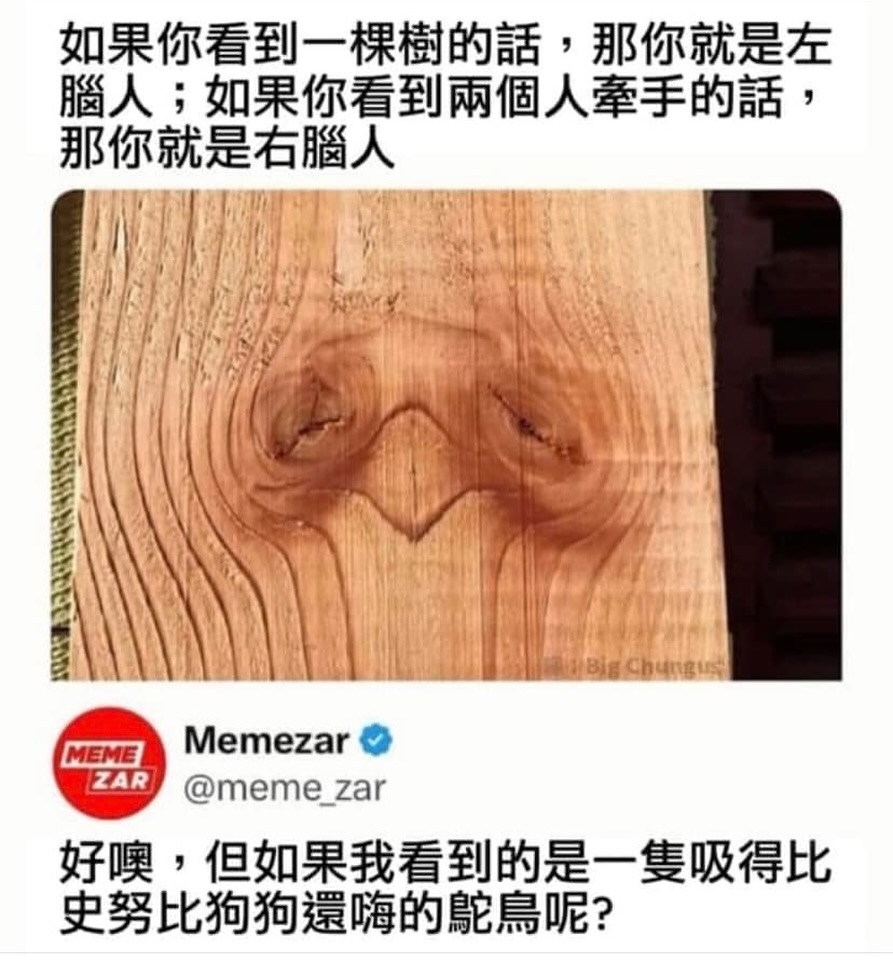 如果你看到一棵樹的話，那你就是左
腦人；如果你看到兩個人牽手的話，
那你就是右腦人
譯：Big Chungus
MEME
ZAR
Memezar
@meme_zar
好噢，但如果我看到的是一隻吸得比
史努比狗狗還嗨的鴕鳥呢?